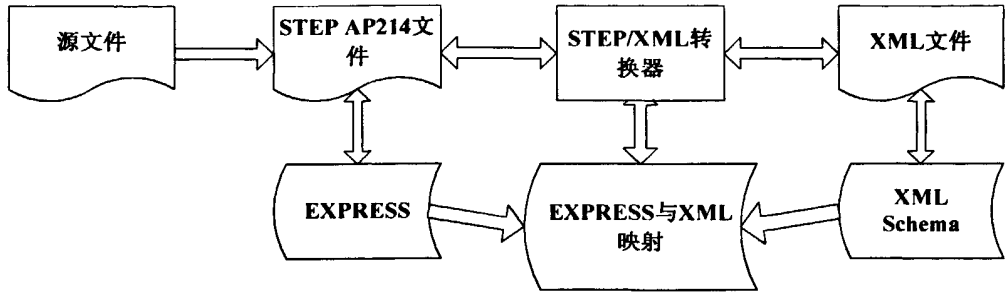 源文件
STEP AP214文
件
STEP/XML转
换器
XML文件
EXPRESS
EXPRESS与XML
映射
XML
Schema